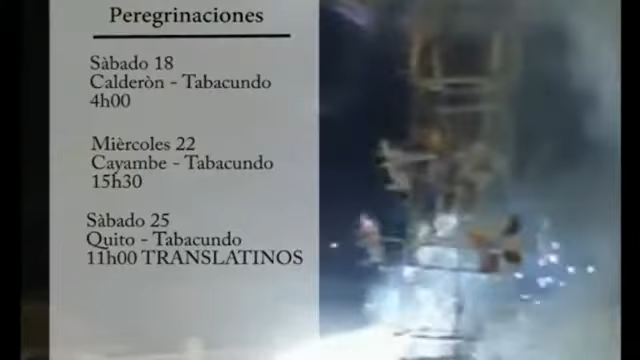 Peregrinaciones
Sàbado 18
Calderòn - Tabacundo
4h00
Mièrcoles 22
Cayambe - Tabacundo
15h30
Sàbado 25
Quito - Tabacundo
11h00 TRANSLATINOS